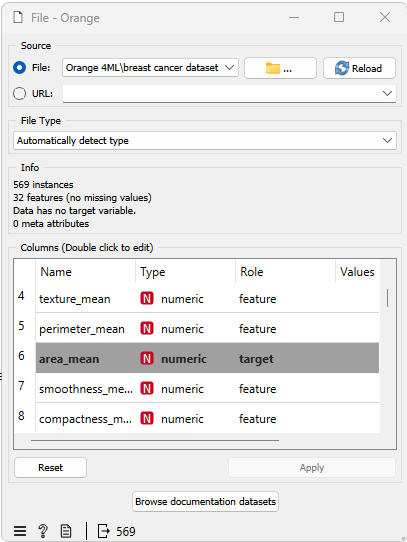 File - Orange
Source
File: Orange 4ML\breast cancer dataset ... Reload
URL:
File Type
Automatically detect type
Info
569 instances
32 features (no missing values)
Data has no target variable.
0 meta attributes
Columns (Double click to edit)
Name Type Role Values
4 texture_mean N numeric feature
5 perimeter_mean N numeric feature
6 area_mean N numeric target
7 smoothness_me... N numeric feature
8 compactness_m... N numeric feature
Reset Apply
Browse documentation datasets
? 569